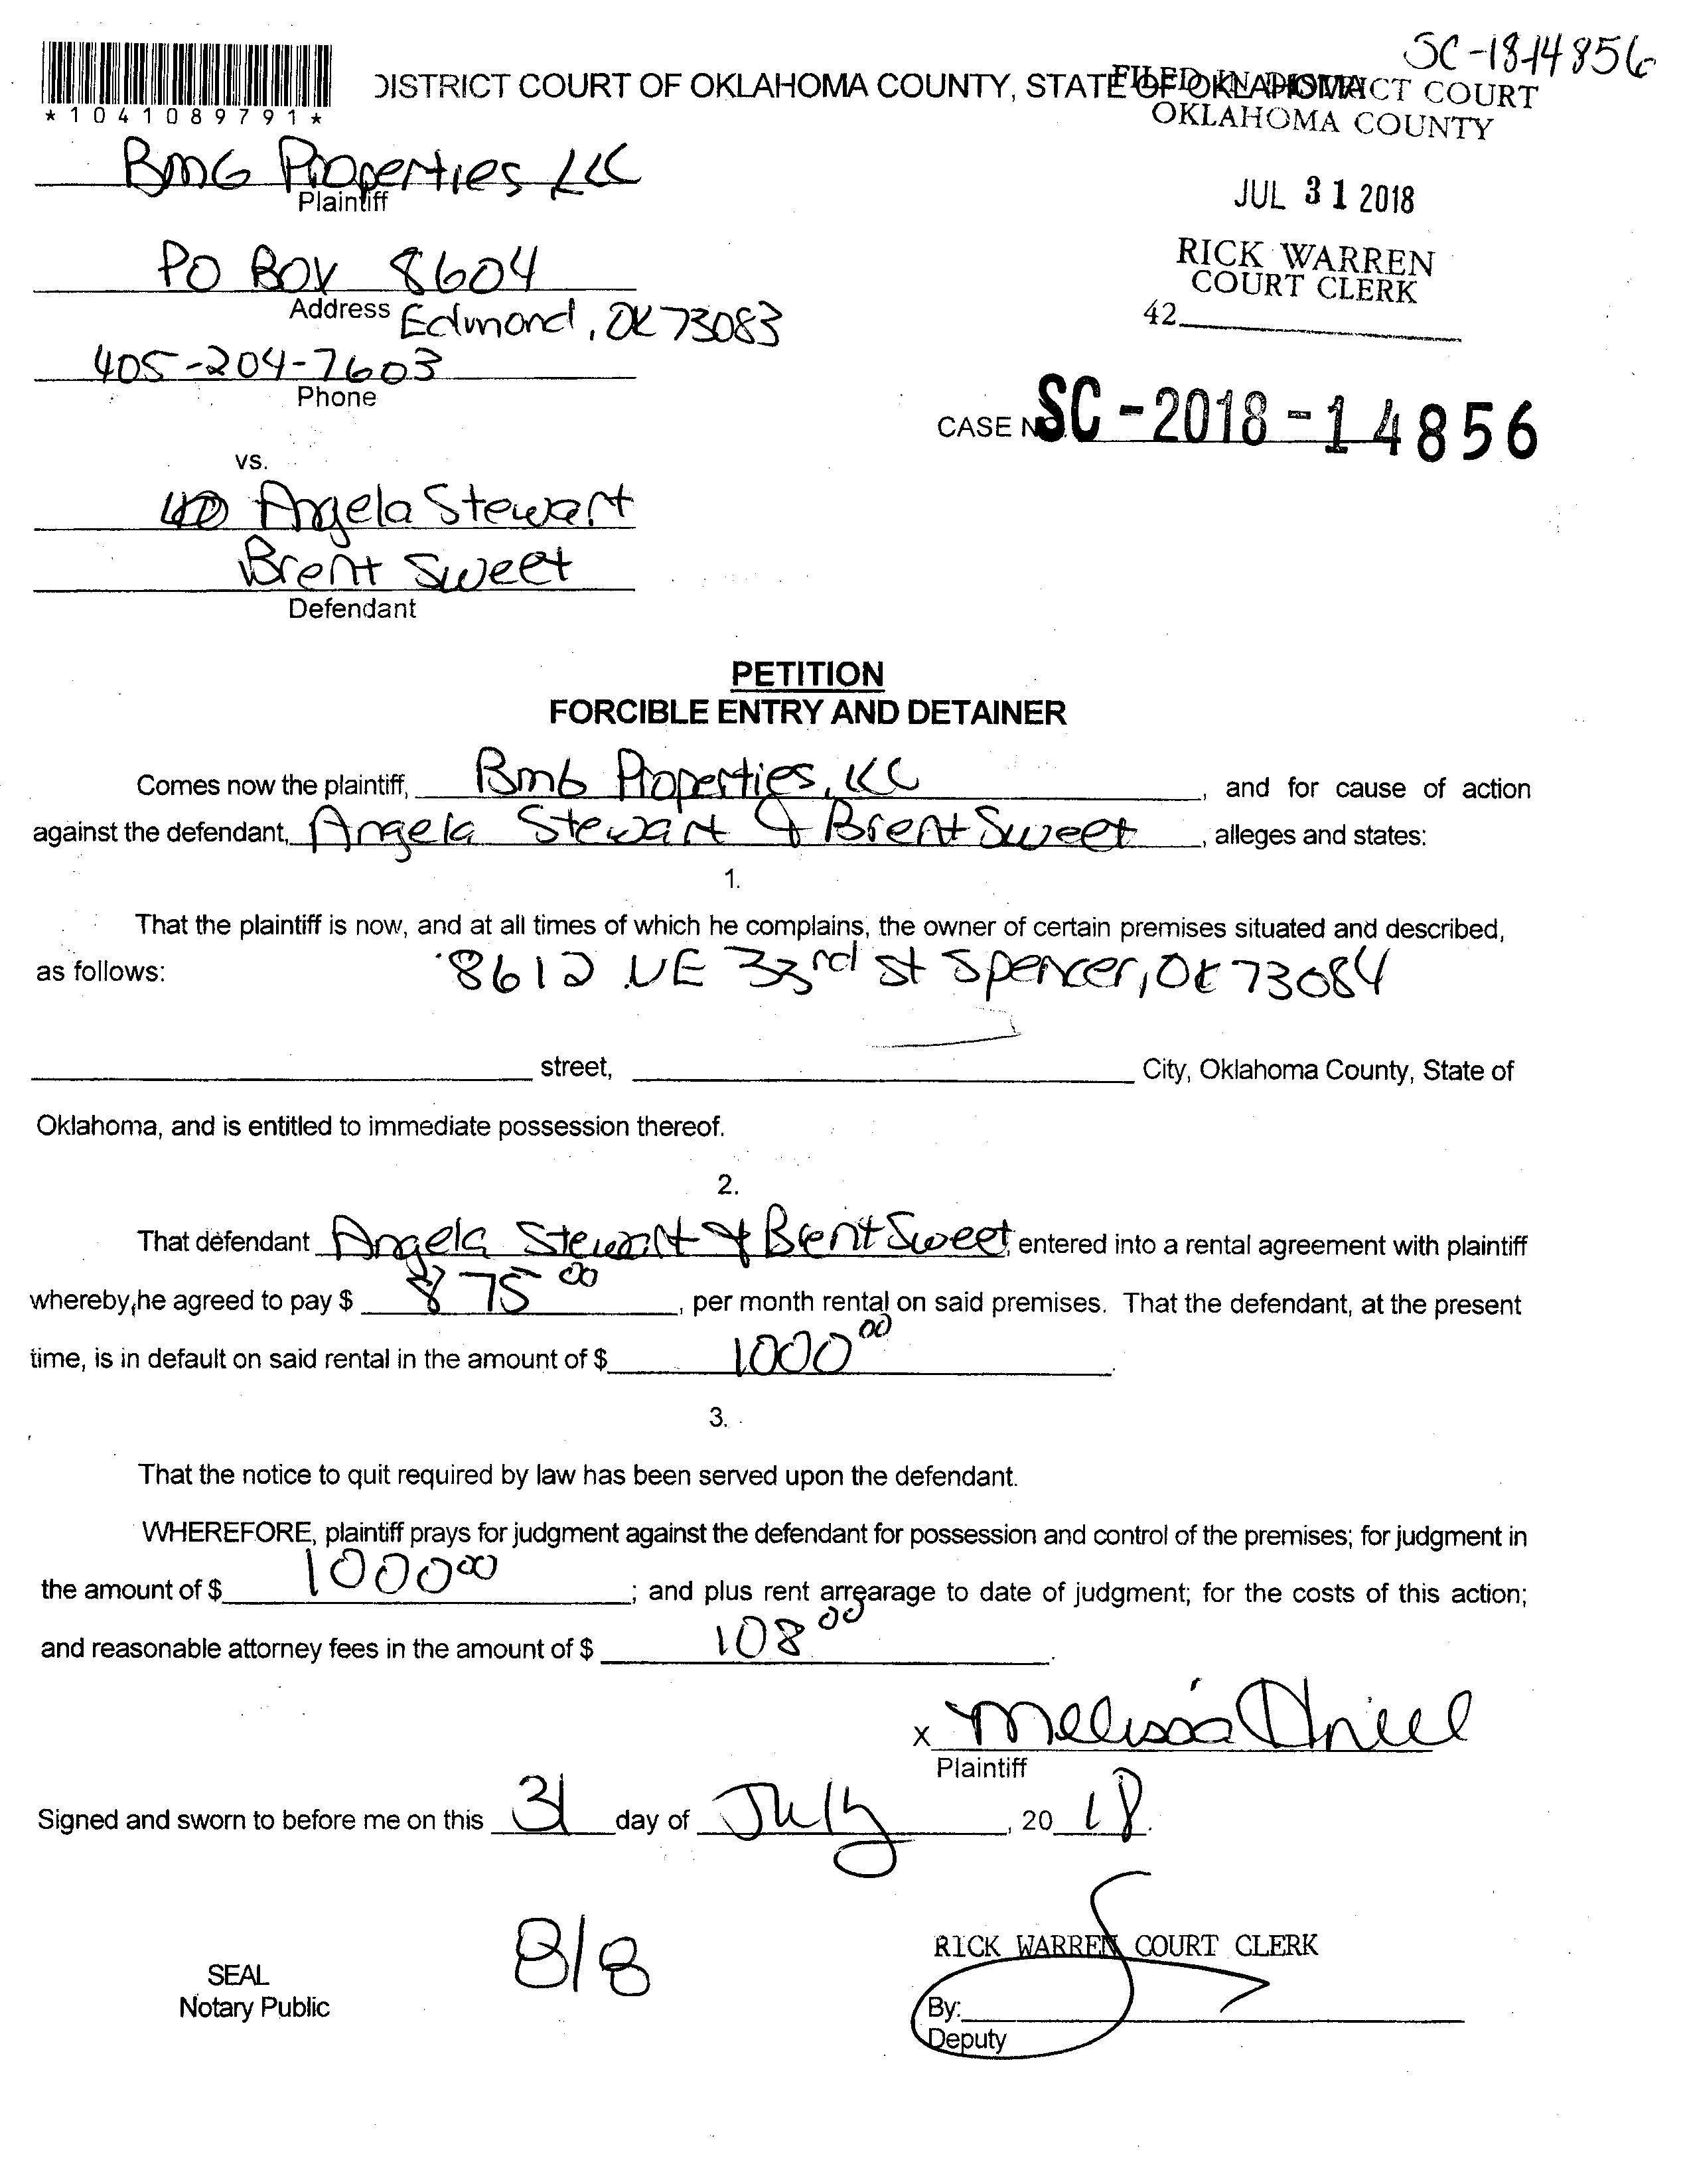 SC-18-14856
DISTRICT COURT OF OKLAHOMA COUNTY, STATE OF OKLAHOMA
FILED IN DISTRICT COURT
OKLAHOMA COUNTY
*1041089791*
BMG Properties LLC
Plaintiff
JUL 31 2018
RICK WARREN
COURT CLERK
42
PO Box 8604
Address
Edmond, OK 73083
405-204-7603
Phone
CASE NO. SC-2018-14856
vs.
Angela Stewart
Brent Sweet
Defendant
PETITION
FORCIBLE ENTRY AND DETAINER
Comes now the plaintiff, BMG Properties, LLC, and for cause of action
against the defendant, Angela Stewart & Brent Sweet, alleges and states:
1.
That the plaintiff is now, and at all times of which he complains, the owner of certain premises situated and described,
as follows: 8612 NE 33rd St Spencer, OK 73084
street, City, Oklahoma County, State of
Oklahoma, and is entitled to immediate possession thereof.
2.
That defendant Angela Stewart & Brent Sweet, entered into a rental agreement with plaintiff
whereby he agreed to pay $ 875 00, per month rental on said premises. That the defendant, at the present
time, is in default on said rental in the amount of $ 1000 00.
3.
That the notice to quit required by law has been served upon the defendant.
WHEREFORE, plaintiff prays for judgment against the defendant for possession and control of the premises; for judgment in
the amount of $ 1000 00; and plus rent arrearage to date of judgment; for the costs of this action;
and reasonable attorney fees in the amount of $ 108 00.
x Melissa
Plaintiff
Signed and sworn to before me on this 31 day of July, 20 18.
8/8
RICK WARREN COURT CLERK
SEAL
Notary Public
By:
Deputy